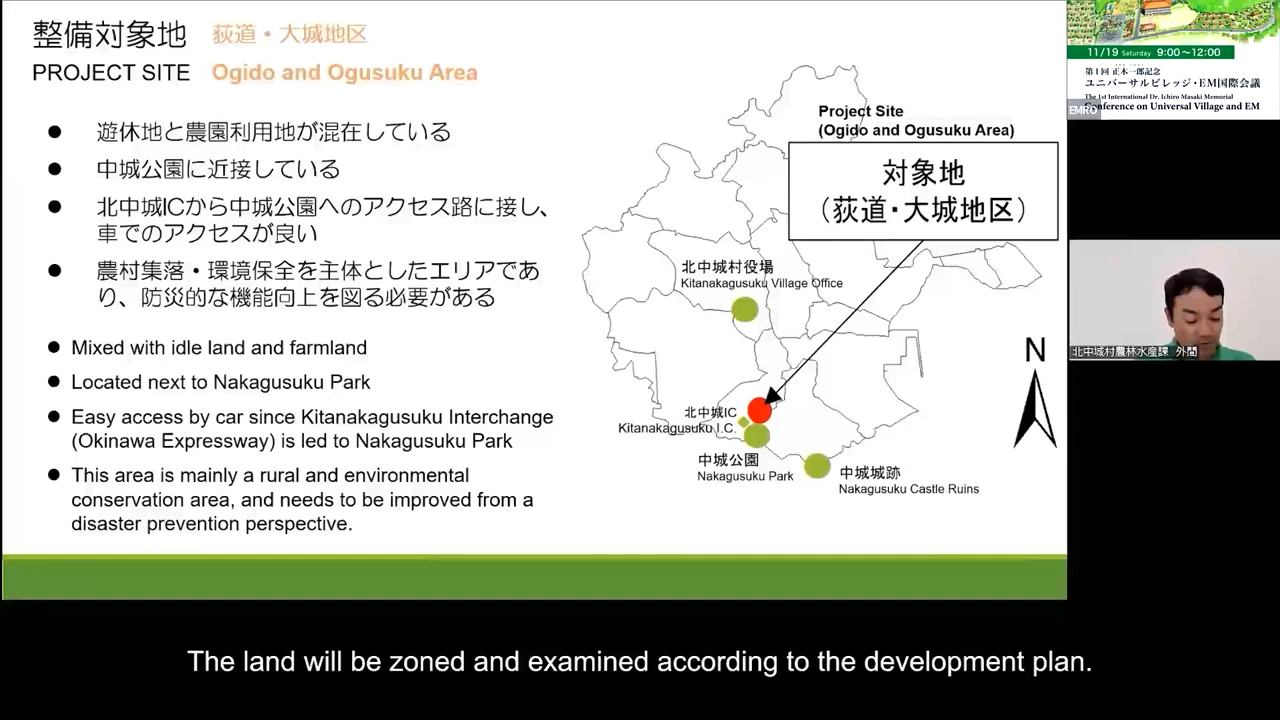 整備対象地 荻道・大城地区
PROJECT SITE Ogido and Ogusuku Area
● 遊休地と農園利用地が混在している
● 中城公園に近接している
● 北中城ICから中城公園へのアクセス路に接し、
車でのアクセスが良い
● 農村集落・環境保全を主体としたエリアであ
り、防災的な機能向上を図る必要がある
● Mixed with idle land and farmland
● Located next to Nakagusuku Park
● Easy access by car since Kitanakagusuku Interchange
(Okinawa Expressway) is led to Nakagusuku Park
● This area is mainly a rural and environmental
conservation area, and needs to be improved from a
disaster prevention perspective.
Project Site
(Ogido and Ogusuku Area)
対象地
（荻道・大城地区）
北中城村役場
Kitanakagusuku Village Office
北中城IC
Kitanakagusuku I.C.
中城公園
Nakagusuku Park
中城城跡
Nakagusuku Castle Ruins
N
11/19 Saturday 9:00～12:00
第1回 正木一郎記念
ユニバーサルビレッジ・EM国際会議
The 1st International Dr. Ichiro Masaki Memorial
Conference on Universal Village and EM
EMRO
北中城村農林水産課 外間
The land will be zoned and examined according to the development plan.